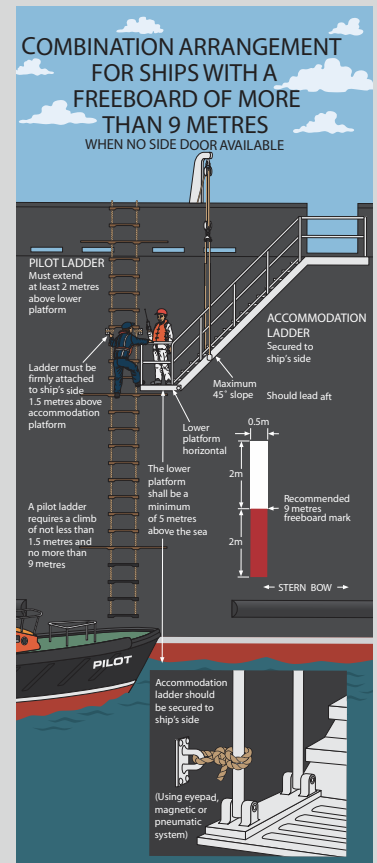 COMBINATION ARRANGEMENT
FOR SHIPS WITH A
FREEBOARD OF MORE
THAN 9 METRES
WHEN NO SIDE DOOR AVAILABLE
PILOT LADDER
Must extend
at least 2 metres
above lower
platform
Ladder must be
firmly attached
to ship's side
1.5 metres above
accommodation
platform
A pilot ladder
requires a climb
of not less than
1.5 metres and
no more than
9 metres
ACCOMMODATION
LADDER
Secured to
ship's side
Maximum
45° slope
Should lead aft
Lower
platform
horizontal
The lower
platform
shall be a
minimum
of 5 metres
above the sea
0.5m
2m
2m
Recommended
9 metres
freeboard mark
STERN BOW
PILOT
Accommodation
ladder should
be secured to
ship's side
(Using eyepad,
magnetic or
pneumatic
system)